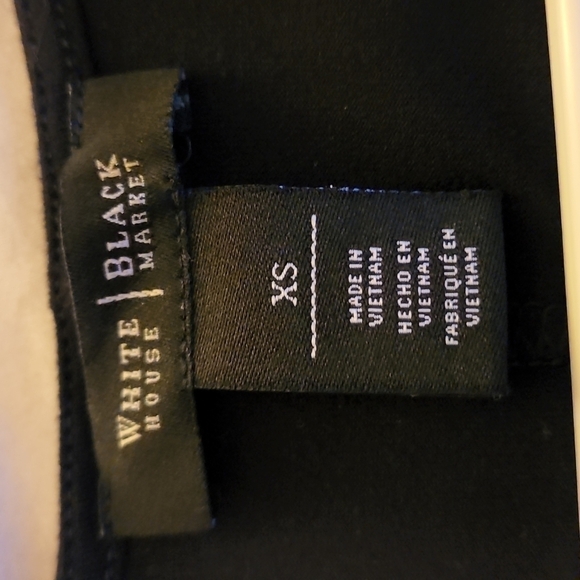 WHITE | BLACK
HOUSE | MARKET
XS
MADE IN
VIETNAM
HECHO EN
VIETNAM
FABRIQUÉ EN
VIETNAM